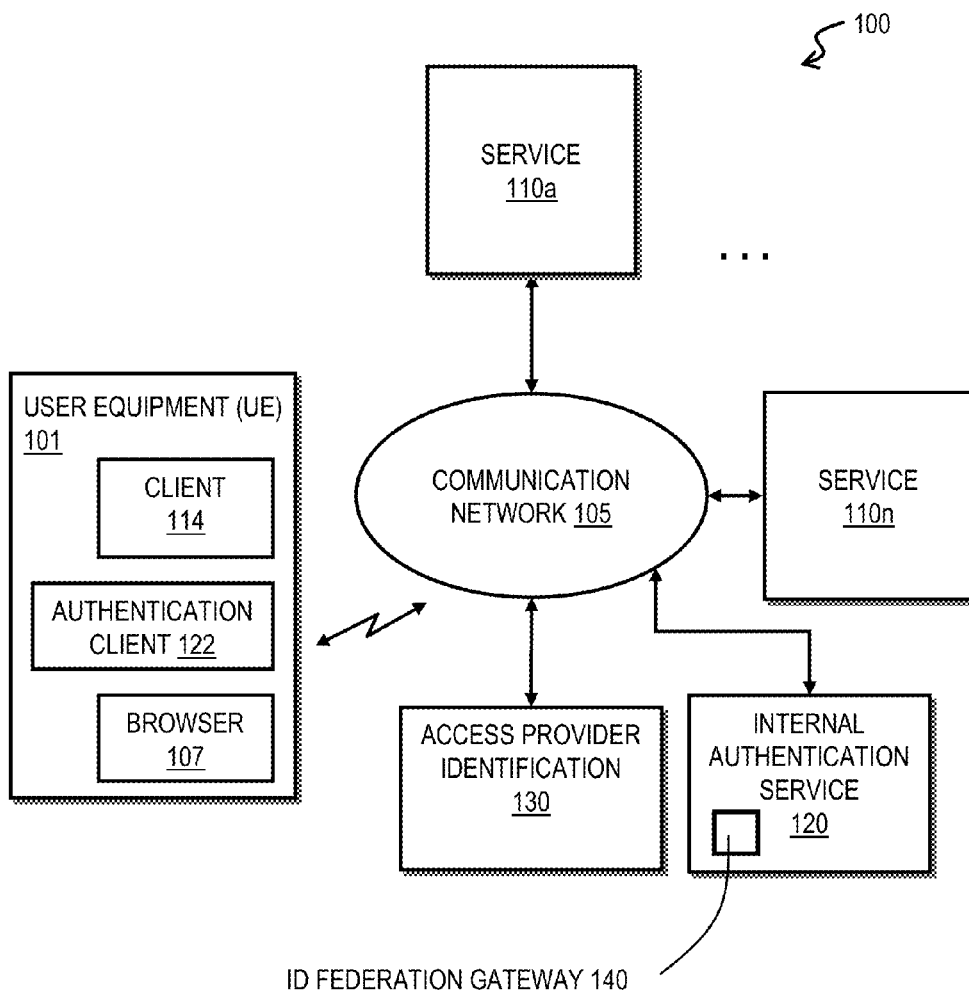 100
SERVICE
110a
. . .
USER EQUIPMENT (UE)
101
CLIENT
114
AUTHENTICATION
CLIENT 122
BROWSER
107
COMMUNICATION
NETWORK 105
SERVICE
110n
ACCESS PROVIDER
IDENTIFICATION
130
INTERNAL
AUTHENTICATION
SERVICE
120
ID FEDERATION GATEWAY 140